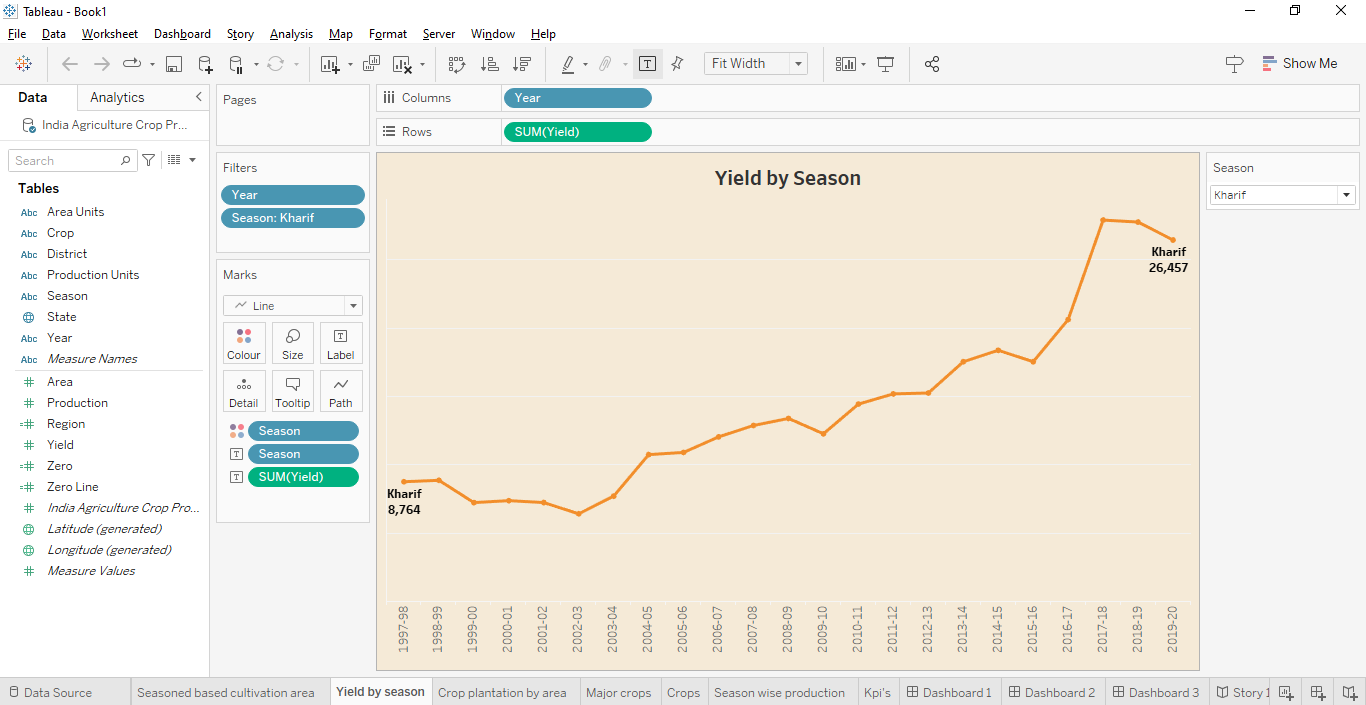 Tableau - Book1
File Data Worksheet Dashboard Story Analysis Map Format Server Window Help
Fit Width
Show Me
Data Analytics
India Agriculture Crop Pr...
Search
Tables
Abc Area Units
Abc Crop
Abc District
Abc Production Units
Abc Season
State
Abc Year
Abc Measure Names
Area
Production
Region
Yield
Zero
Zero Line
India Agriculture Crop Pro...
Latitude (generated)
Longitude (generated)
Measure Values
Pages
Filters
Year
Season: Kharif
Marks
Line
Colour Size Label
Detail Tooltip Path
Season
Season
SUM(Yield)
Columns Year
Rows SUM(Yield)
Yield by Season
Kharif
26,457
Kharif
8,764
1997-98
1998-99
1999-00
2000-01
2001-02
2002-03
2003-04
2004-05
2005-06
2006-07
2007-08
2008-09
2009-10
2010-11
2011-12
2012-13
2013-14
2014-15
2015-16
2016-17
2017-18
2018-19
2019-20
Season
Kharif
Data Source Seasoned based cultivation area Yield by season Crop plantation by area Major crops Crops Season wise production Kpi's Dashboard 1 Dashboard 2 Dashboard 3 Story 1